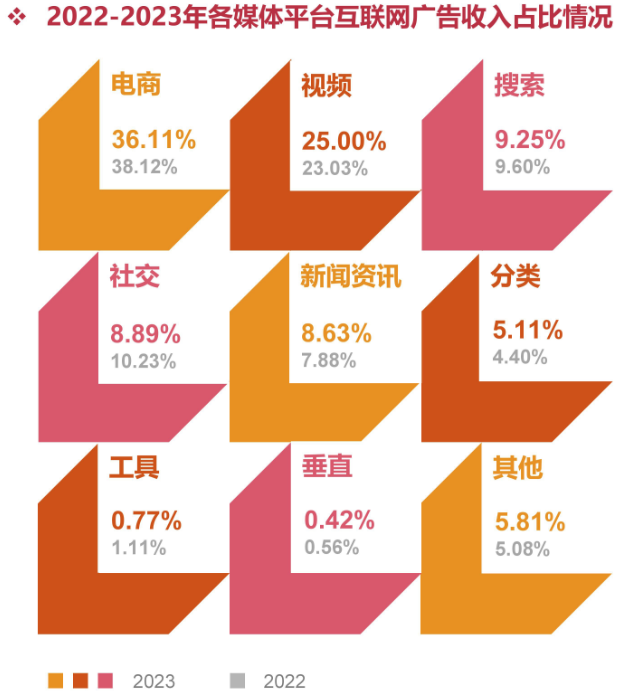 ❖ 2022-2023年各媒体平台互联网广告收入占比情况
电商
36.11%
38.12%
视频
25.00%
23.03%
搜索
9.25%
9.60%
社交
8.89%
10.23%
新闻资讯
8.63%
7.88%
分类
5.11%
4.40%
工具
0.77%
1.11%
垂直
0.42%
0.56%
其他
5.81%
5.08%
2023
2022